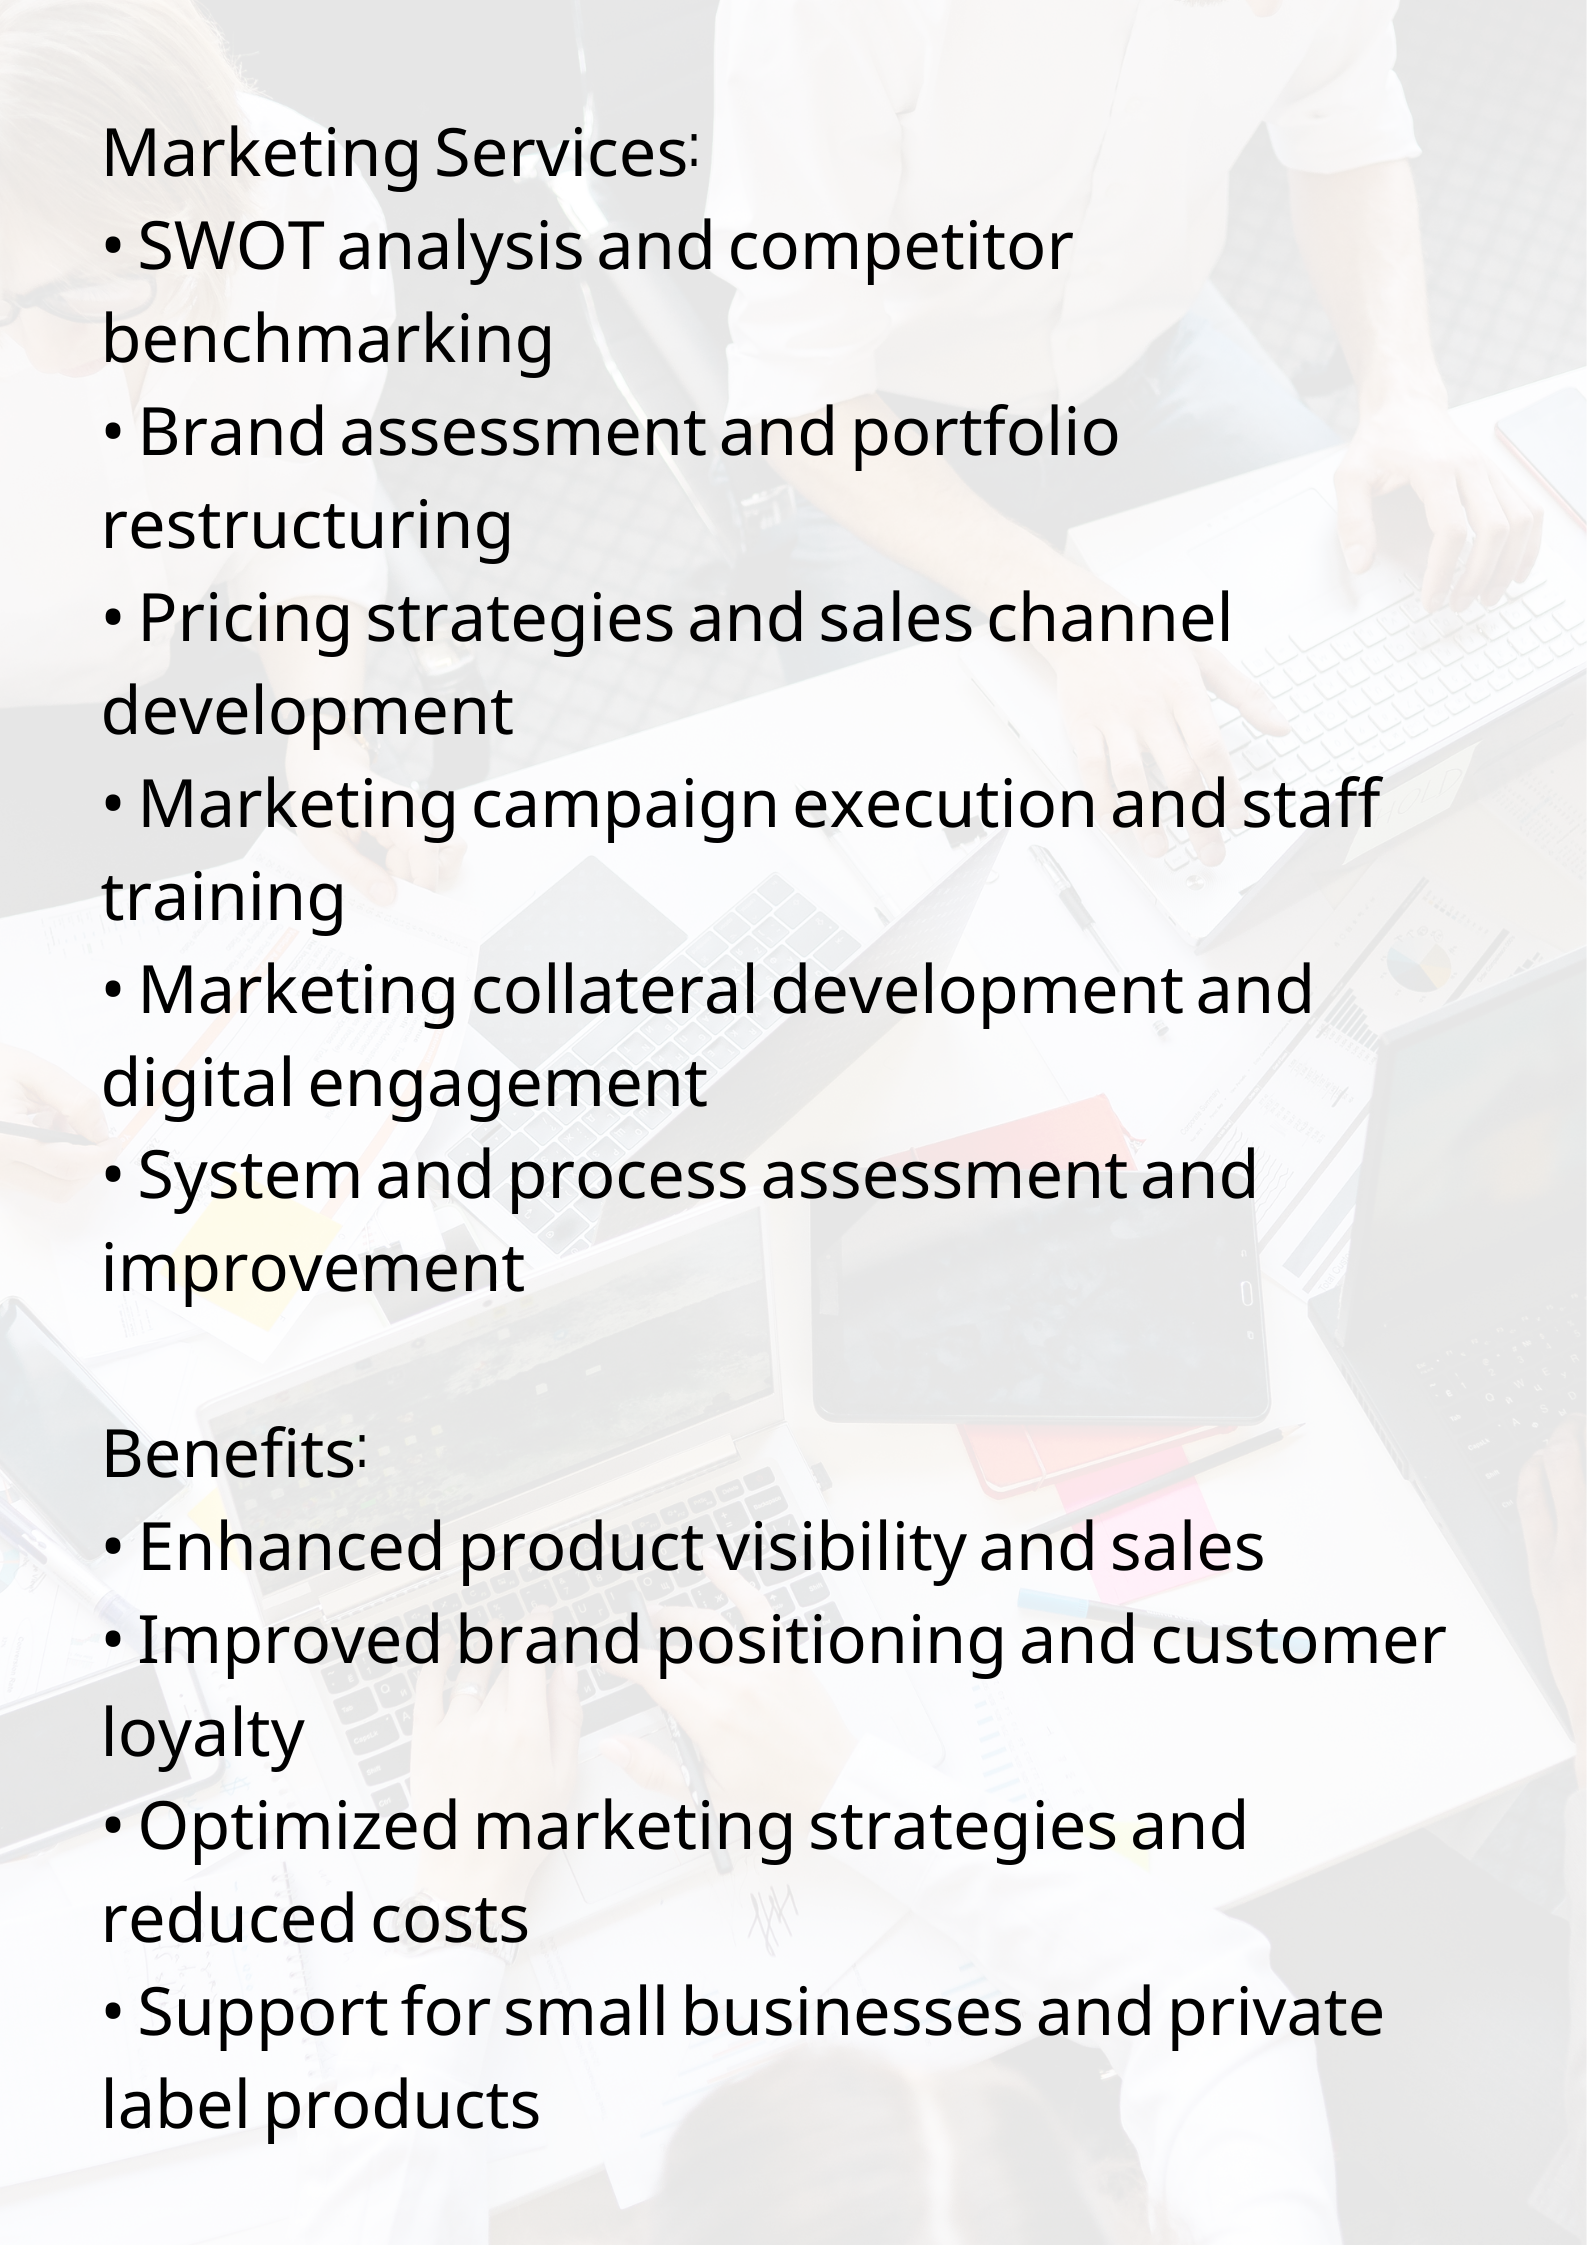 Marketing Services:
• SWOT analysis and competitor
benchmarking
• Brand assessment and portfolio
restructuring
• Pricing strategies and sales channel
development
• Marketing campaign execution and staff
training
• Marketing collateral development and
digital engagement
• System and process assessment and
improvement
Benefits:
• Enhanced product visibility and sales
• Improved brand positioning and customer
loyalty
• Optimized marketing strategies and
reduced costs
• Support for small businesses and private
label products